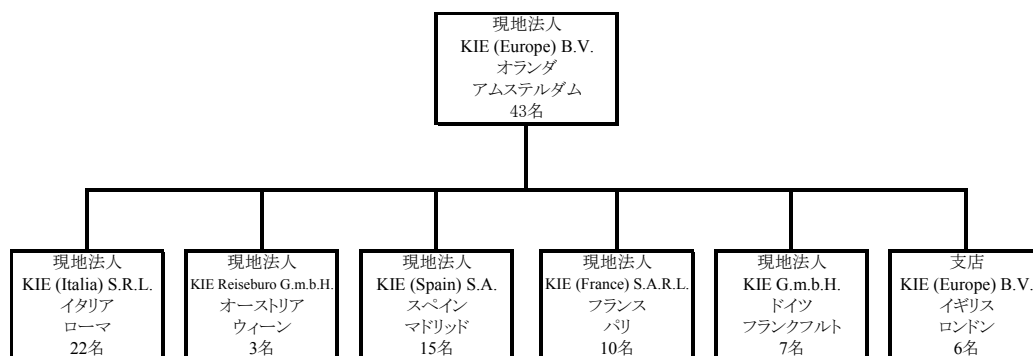 現地法人
KIE (Europe) B.V.
オランダ
アムステルダム
43名
現地法人
KIE (Italia) S.R.L.
イタリア
ローマ
22名
現地法人
KIE Reiseburo G.m.b.H.
オーストリア
ウィーン
3名
現地法人
KIE (Spain) S.A.
スペイン
マドリッド
15名
現地法人
KIE (France) S.A.R.L.
フランス
パリ
10名
現地法人
KIE G.m.b.H.
ドイツ
フランクフルト
7名
支店
KIE (Europe) B.V.
イギリス
ロンドン
6名